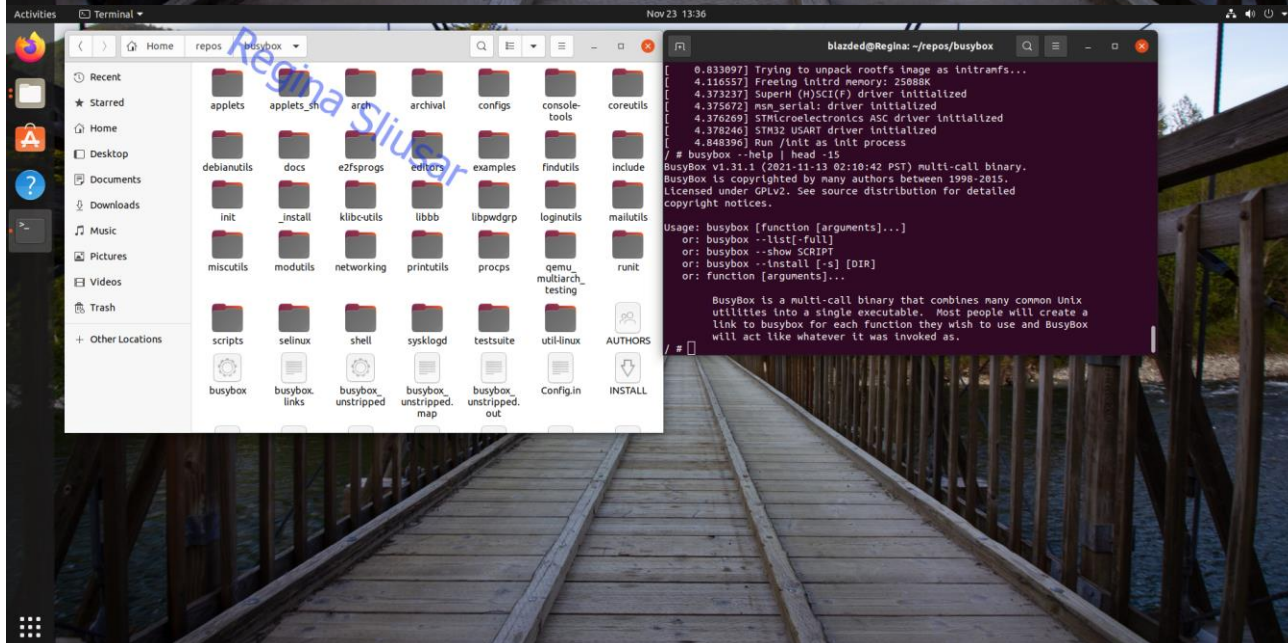 Activities
Terminal
Nov 23 13:36
Home repos busybox
Recent
Starred
Home
Desktop
Documents
Downloads
Music
Pictures
Videos
Trash
+ Other Locations
applets applets_sh arch archival configs console-tools coreutils
debianutils docs e2fsprogs editors examples findutils include
init _install klibc-utils libbb libpwdgrp loginutils mailutils
miscutils modutils networking printutils procps qemu_multiarch_testing runit
scripts selinux shell sysklogd testsuite util-linux AUTHORS
busybox busybox.links busybox_unstripped busybox_unstripped.map busybox_unstripped.out Config.in INSTALL
Regina Sliusar
blazded@Regina: ~/repos/busybox
[    0.833097] Trying to unpack rootfs image as initramfs...
[    4.116557] Freeing initrd memory: 25088K
[    4.373237] SuperH (H)SCI(F) driver initialized
[    4.375672] msm_serial: driver initialized
[    4.376269] STMicroelectronics ASC driver initialized
[    4.378246] STM32 USART driver initialized
[    4.848396] Run /init as init process
/ # busybox --help | head -15
BusyBox v1.31.1 (2021-11-13 02:10:42 PST) multi-call binary.
BusyBox is copyrighted by many authors between 1998-2015.
Licensed under GPLv2. See source distribution for detailed
copyright notices.
Usage: busybox [function [arguments]...]
or: busybox --list[-full]
or: busybox --show SCRIPT
or: busybox --install [-s] [DIR]
or: function [arguments]...
BusyBox is a multi-call binary that combines many common Unix
utilities into a single executable.  Most people will create a
link to busybox for each function they wish to use and BusyBox
will act like whatever it was invoked as.
/ #